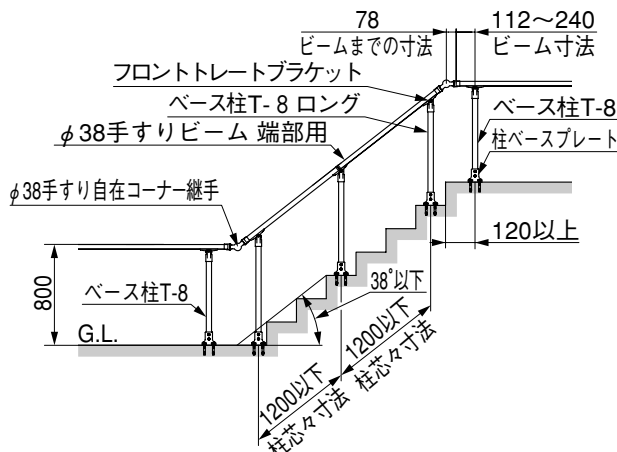 78
ビームまでの寸法
112～240
ビーム寸法
フロントトレートブラケット
ベース柱T-8 ロング
φ38手すりビーム 端部用
ベース柱T-8
柱ベースプレート
φ38手すり自在コーナー継手
120以上
800
ベース柱T-8
38°以下
G.L.
1200以下
柱芯々寸法
1200以下
柱芯々寸法